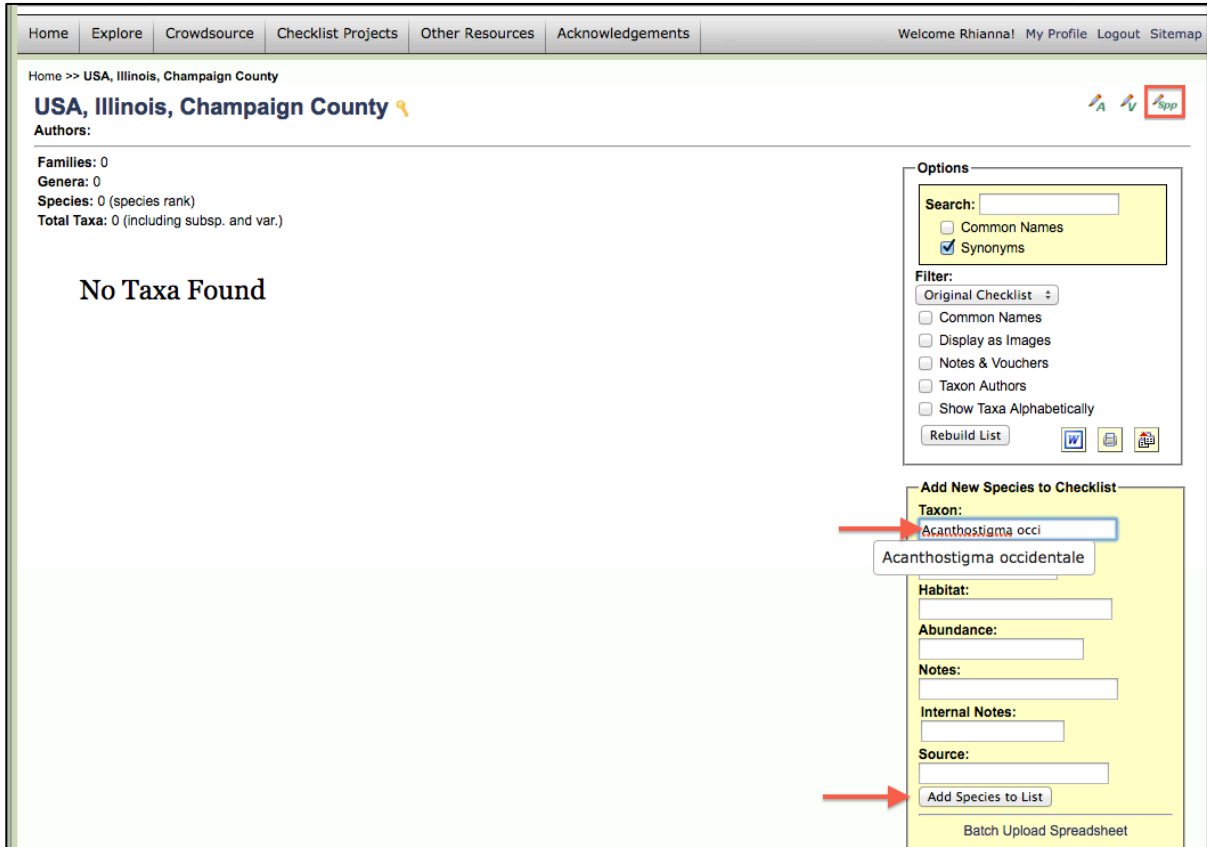 Home Explore Crowdsource Checklist Projects Other Resources Acknowledgements Welcome Rhianna! My Profile Logout Sitemap
Home >> USA, Illinois, Champaign County
USA, Illinois, Champaign County
A V Spp
Authors:
Families: 0
Genera: 0
Species: 0 (species rank)
Total Taxa: 0 (including subsp. and var.)
No Taxa Found
Options
Search:
Common Names
Synonyms
Filter:
Original Checklist
Common Names
Display as Images
Notes & Vouchers
Taxon Authors
Show Taxa Alphabetically
Rebuild List W
Add New Species to Checklist
Taxon:
Acanthostigma occi
Acanthostigma occidentale
Habitat:
Abundance:
Notes:
Internal Notes:
Source:
Add Species to List
Batch Upload Spreadsheet